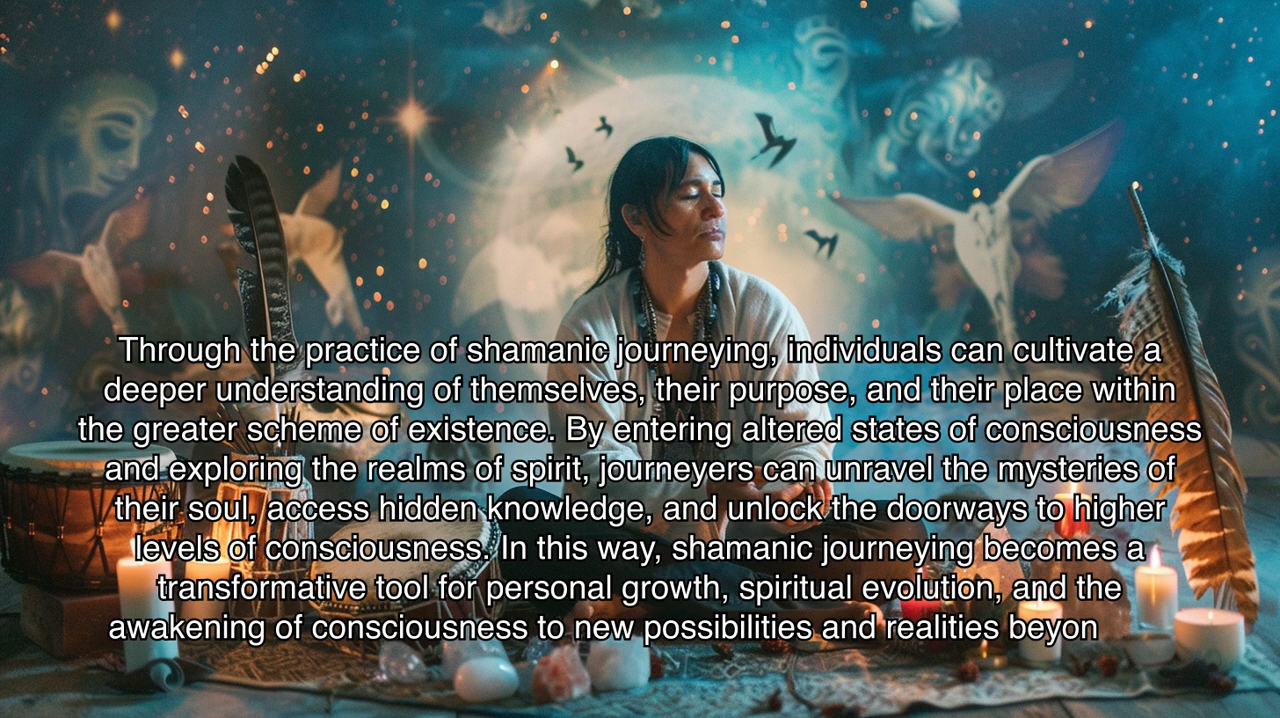 Through the practice of shamanic journeying, individuals can cultivate a
deeper understanding of themselves, their purpose, and their place within
the greater scheme of existence. By entering altered states of consciousness
and exploring the realms of spirit, journeyers can unravel the mysteries of
their soul, access hidden knowledge, and unlock the doorways to higher
levels of consciousness. In this way, shamanic journeying becomes a
transformative tool for personal growth, spiritual evolution, and the
awakening of consciousness to new possibilities and realities beyon